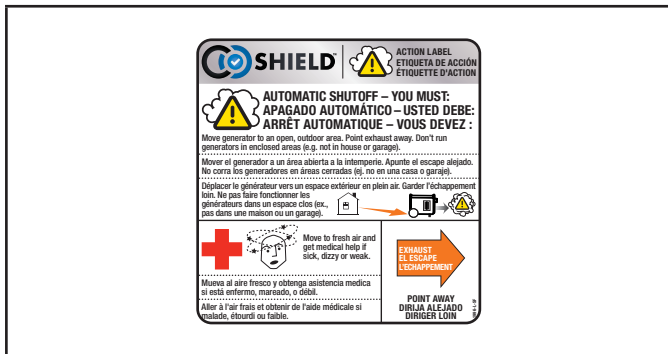 CO SHIELD™
ACTION LABEL
ETIQUETA DE ACCIÓN
ÉTIQUETTE D'ACTION
AUTOMATIC SHUTOFF – YOU MUST:
APAGADO AUTOMÁTICO – USTED DEBE:
ARRÊT AUTOMATIQUE – VOUS DEVEZ :
Move generator to an open, outdoor area. Point exhaust away. Don't run
generators in enclosed areas (e.g. not in house or garage).
Mover el generador a un área abierta a la intemperie. Apunte el escape alejado.
No corra los generadores en áreas cerradas (ej. no en una casa o garaje).
Déplacer le générateur vers un espace extérieur en plein air. Garder l'échappement
loin. Ne pas faire fonctionner les
générateurs dans un espace clos (ex.,
pas dans une maison ou un garage).
Move to fresh air and
get medical help if
sick, dizzy or weak.
Mueva al aire fresco y obtenga asistencia medica
si está enfermo, mareado, o débil.
Aller à l'air frais et obtenir de l'aide médicale si
malade, étourdi ou faible.
EXHAUST
EL ESCAPE
L'ECHAPPEMENT
POINT AWAY
DIRIJA ALEJADO
DIRIGER LOIN